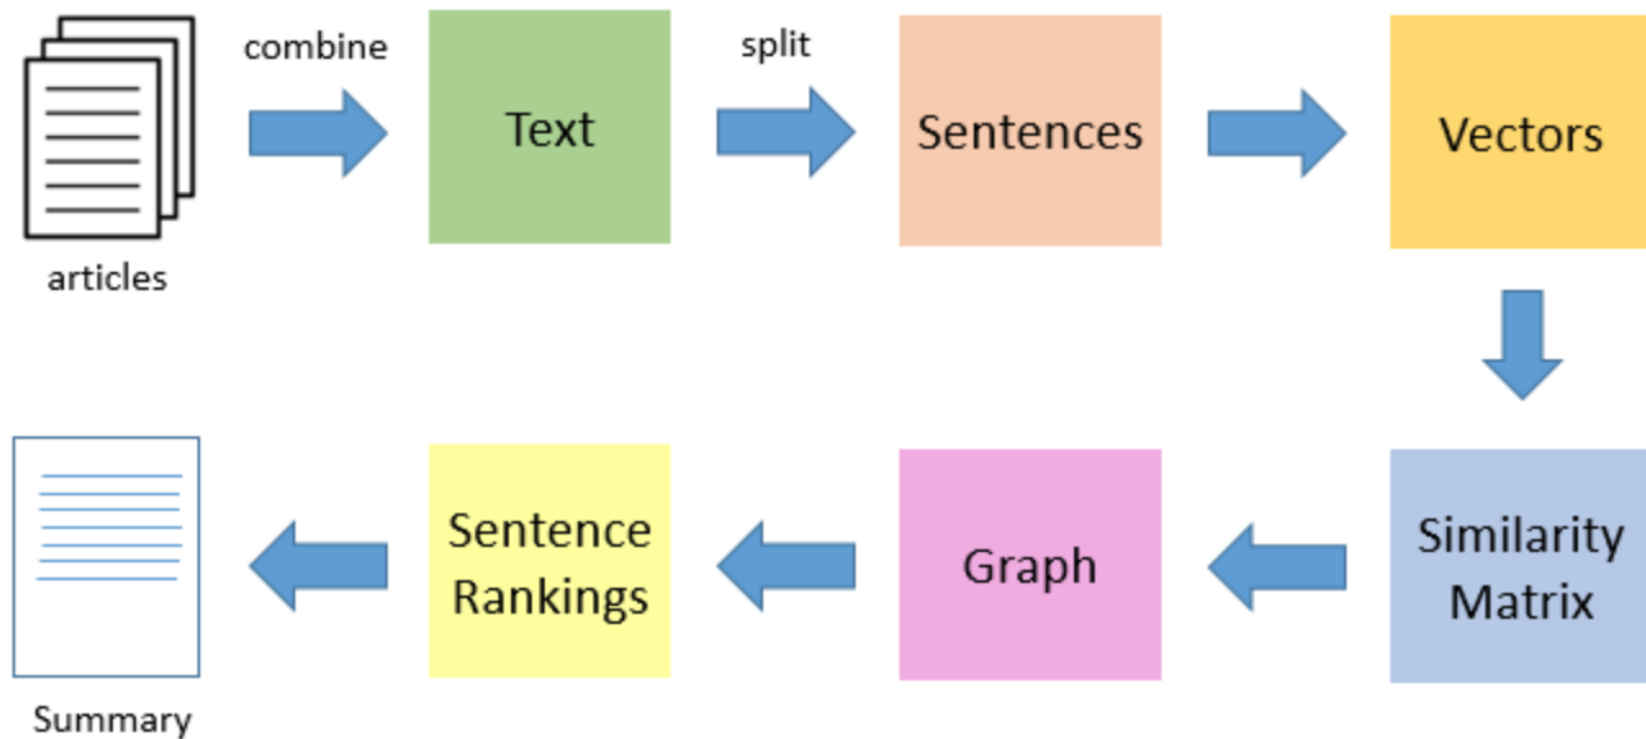 combine
Text
split
Sentences
Vectors
articles
Similarity
Matrix
Graph
Sentence
Rankings
Summary